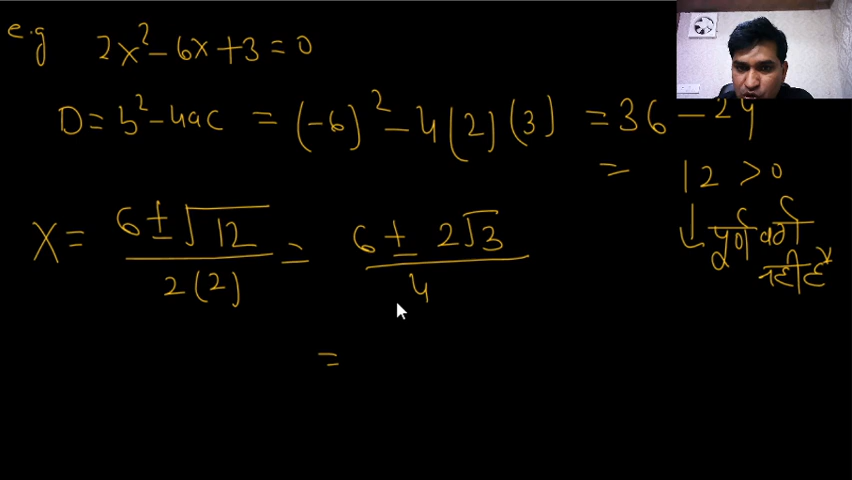 e.g 2x² - 6x + 3 = 0
D = b² - 4ac = (-6)² - 4(2)(3) = 36 - 24
= 12 > 0
पूर्ण वर्ग
नहीं है
X = (6 ± √12)/(2(2)) = (6 ± 2√3)/4
=